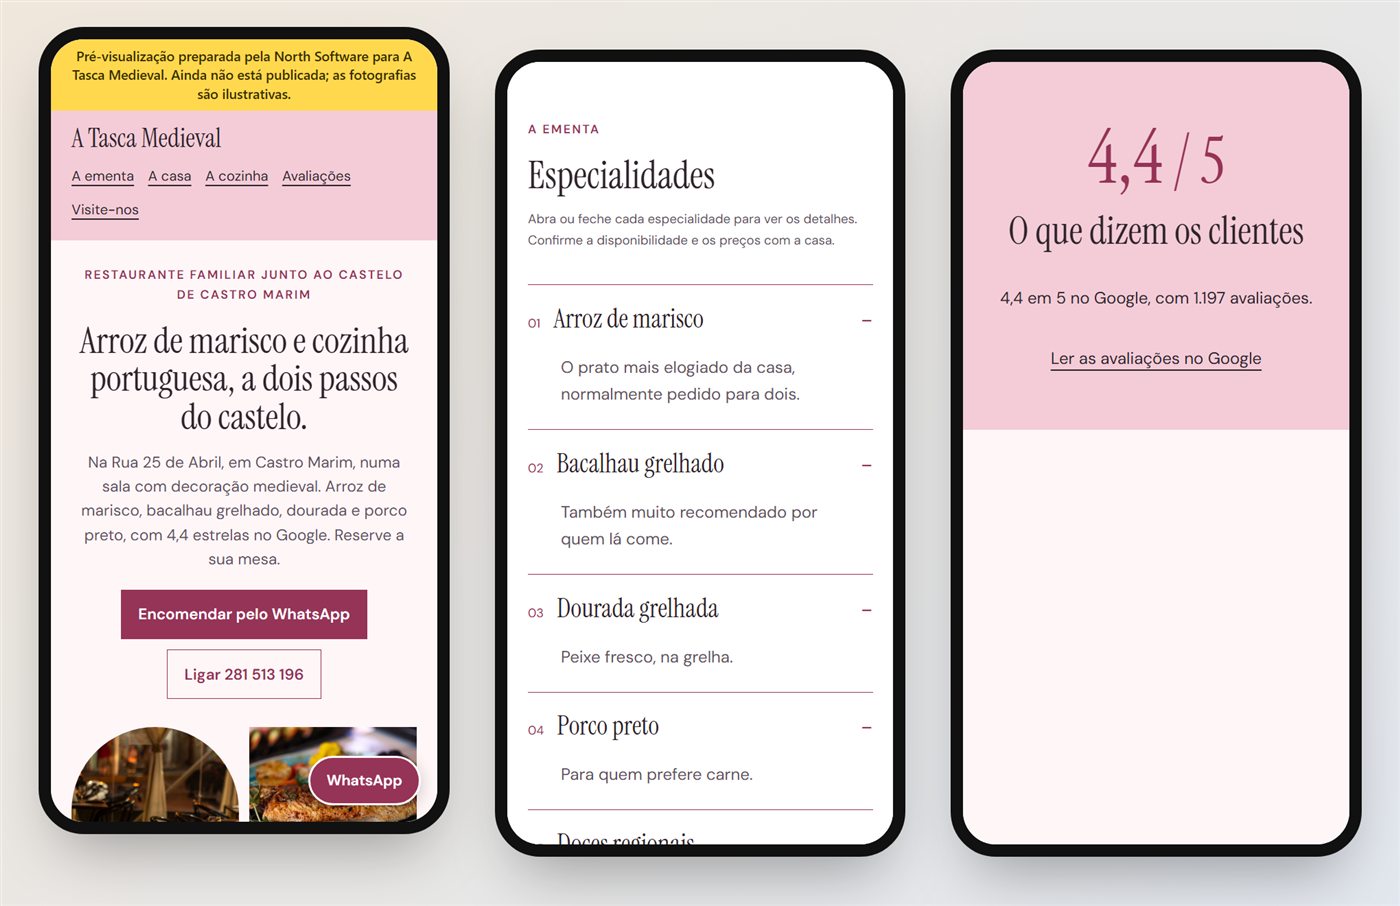 Pré-visualização preparada pela North Software para A
Tasca Medieval. Ainda não está publicada; as fotografias
são ilustrativas.
A Tasca Medieval
A ementa A casa A cozinha Avaliações
Visite-nos
RESTAURANTE FAMILIAR JUNTO AO CASTELO
DE CASTRO MARIM
Arroz de marisco e cozinha
portuguesa, a dois passos
do castelo.
Na Rua 25 de Abril, em Castro Marim, numa
sala com decoração medieval. Arroz de
marisco, bacalhau grelhado, dourada e porco
preto, com 4,4 estrelas no Google. Reserve a
sua mesa.
Encomendar pelo WhatsApp
Ligar 281 513 196
WhatsApp
A EMENTA
Especialidades
Abra ou feche cada especialidade para ver os detalhes.
Confirme a disponibilidade e os preços com a casa.
01 Arroz de marisco –
O prato mais elogiado da casa,
normalmente pedido para dois.
02 Bacalhau grelhado –
Também muito recomendado por
quem lá come.
03 Dourada grelhada –
Peixe fresco, na grelha.
04 Porco preto –
Para quem prefere carne.
Doces regionais
4,4 / 5
O que dizem os clientes
4,4 em 5 no Google, com 1.197 avaliações.
Ler as avaliações no Google